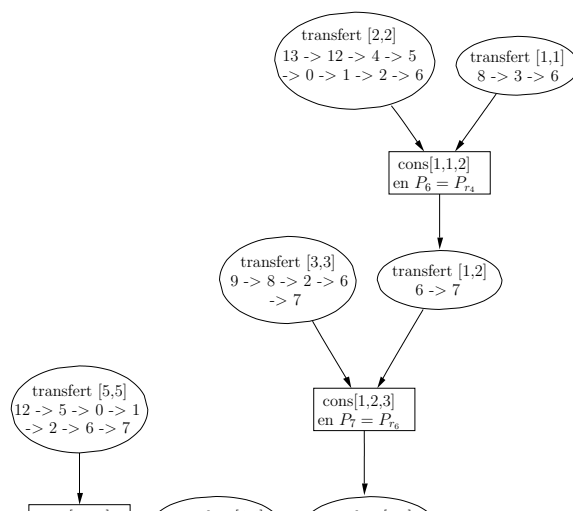 transfert [2,2]
13 -> 12 -> 4 -> 5
-> 0 -> 1 -> 2 -> 6
transfert [1,1]
8 -> 3 -> 6
cons[1,1,2]
en P₆ = Pᵣ₄
transfert [3,3]
9 -> 8 -> 2 -> 6
-> 7
transfert [1,2]
6 -> 7
transfert [5,5]
12 -> 5 -> 0 -> 1
-> 2 -> 6 -> 7
cons[1,2,3]
en P₇ = Pᵣ₆